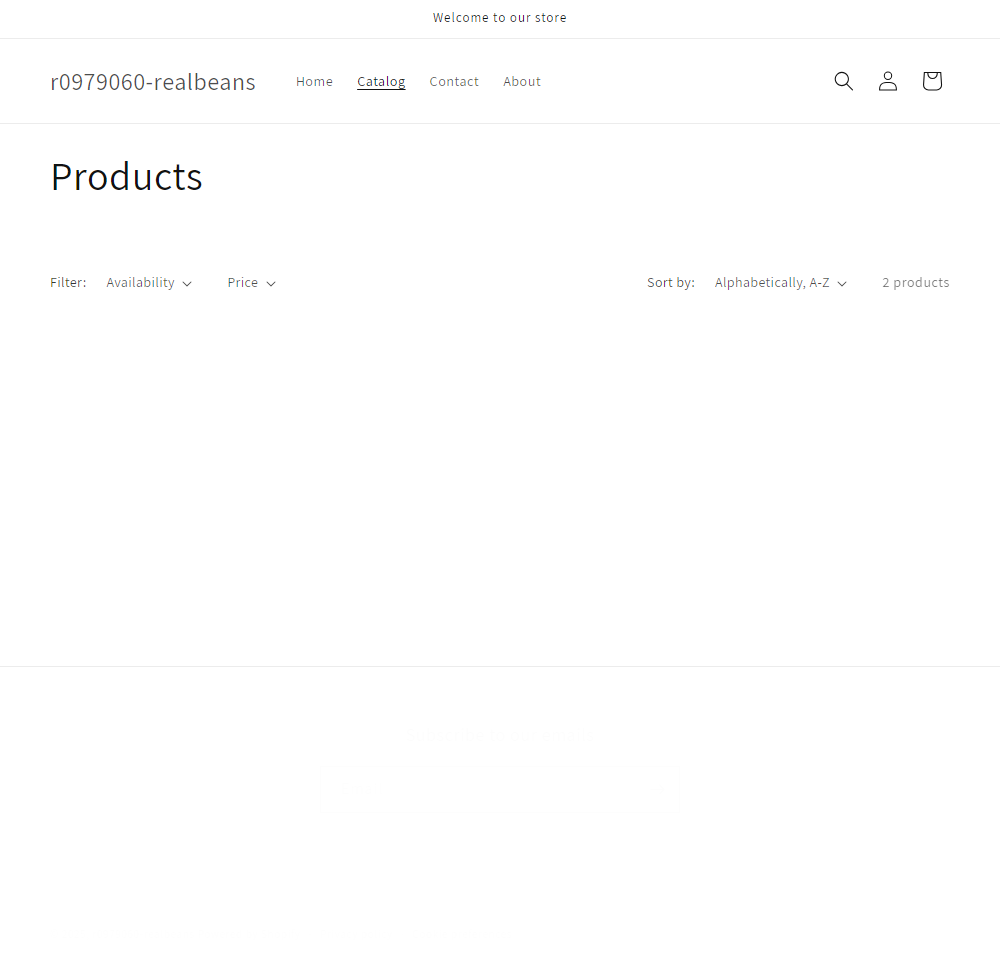 Welcome to our store
r0979060-realbeans Home Catalog Contact About
Products
Filter: Availability Price Sort by: Alphabetically, A-Z 2 products